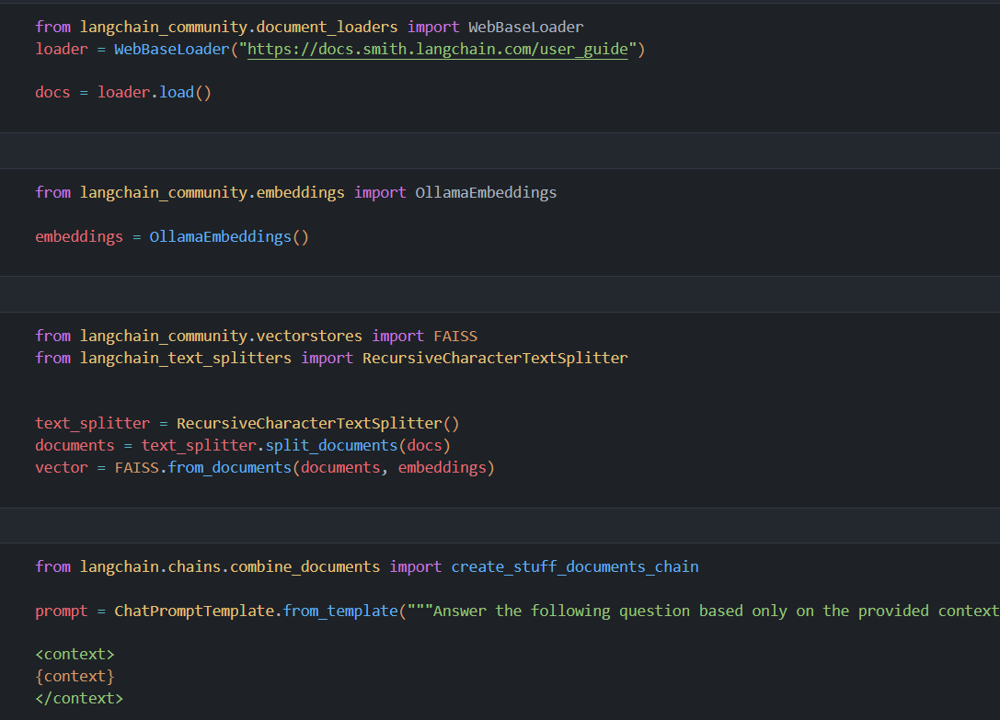 from langchain_community.document_loaders import WebBaseLoader
loader = WebBaseLoader("https://docs.smith.langchain.com/user_guide")
docs = loader.load()
from langchain_community.embeddings import OllamaEmbeddings
embeddings = OllamaEmbeddings()
from langchain_community.vectorstores import FAISS
from langchain_text_splitters import RecursiveCharacterTextSplitter
text_splitter = RecursiveCharacterTextSplitter()
documents = text_splitter.split_documents(docs)
vector = FAISS.from_documents(documents, embeddings)
from langchain.chains.combine_documents import create_stuff_documents_chain
prompt = ChatPromptTemplate.from_template("""Answer the following question based only on the provided context
<context>
{context}
</context>